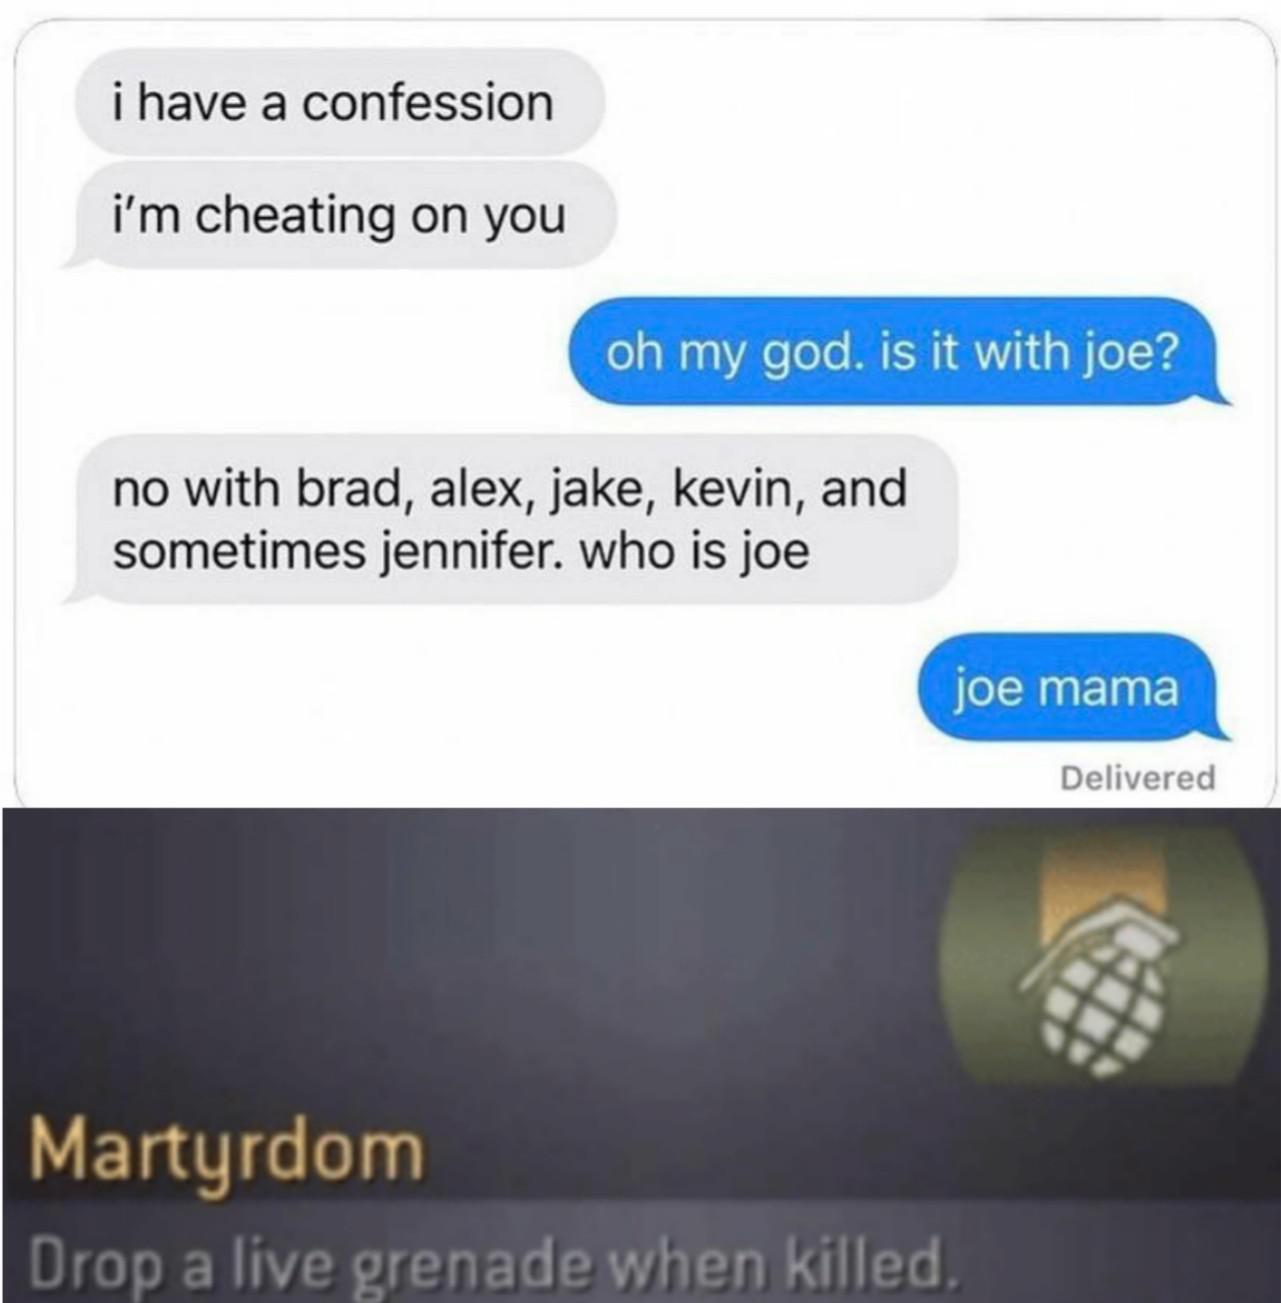 i have a confession
i'm cheating on you
oh my god. is it with joe?
no with brad, alex, jake, kevin, and
sometimes jennifer. who is joe
joe mama
Delivered
Martyrdom
Drop a live grenade when killed.